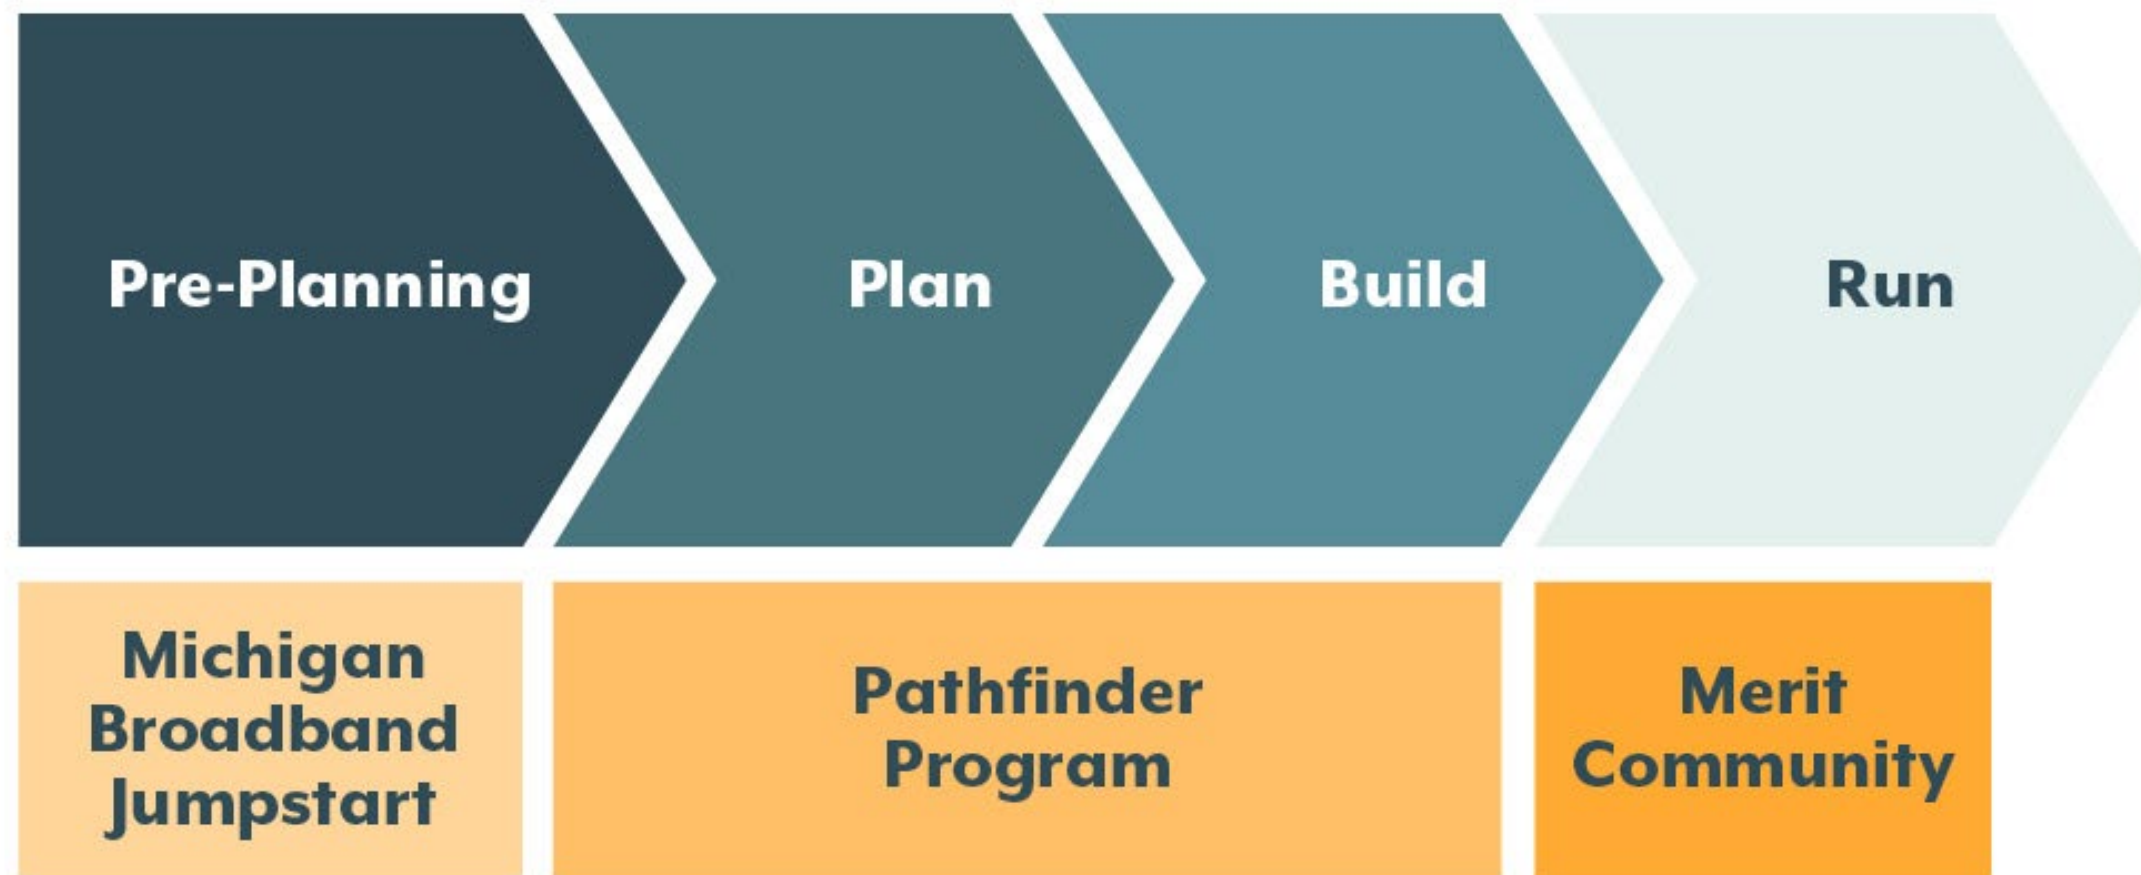 Pre-Planning
Plan
Build
Run
Michigan
Broadband
Jumpstart
Pathfinder
Program
Merit
Community